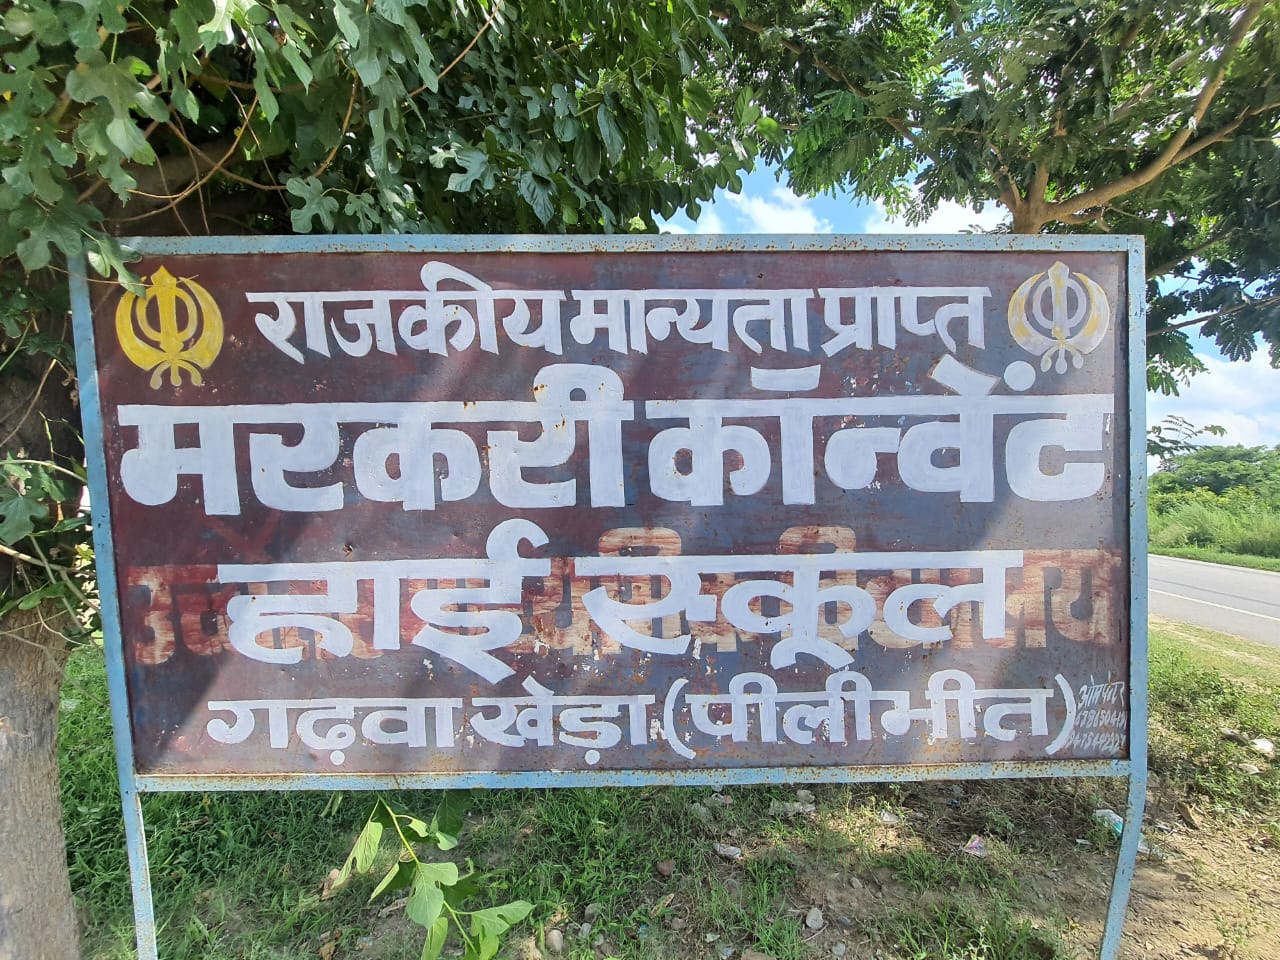 राजकीय मान्यता प्राप्त
मरकरी कॉन्वेंट
हाई स्कूल
गढ़वा खेड़ा (पीलीभीत)